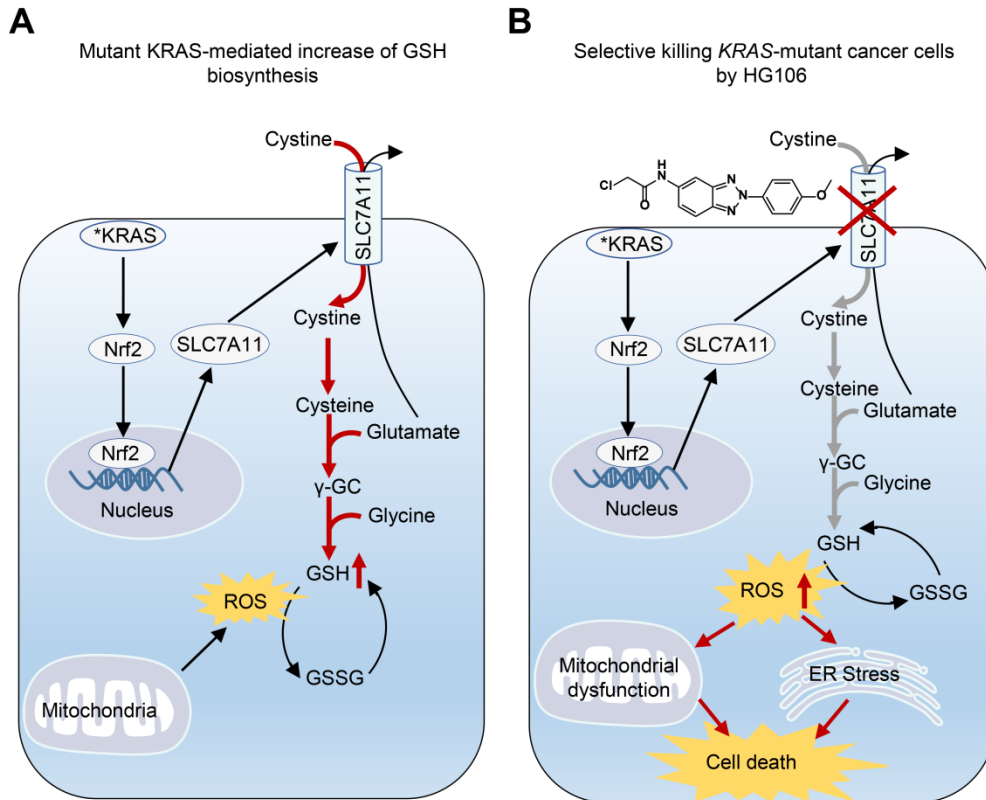 A
Mutant KRAS-mediated increase of GSH
biosynthesis
Cystine
SLC7A11
*KRAS
Nrf2
SLC7A11
Cystine
Cysteine
Glutamate
Nrf2
γ-GC
Nucleus
Glycine
GSH
ROS
GSSG
Mitochondria
B
Selective killing KRAS-mutant cancer cells
by HG106
Cystine
Cl
O
H
N
N
N
N
O
SLC7A11
*KRAS
Nrf2
SLC7A11
Cystine
Cysteine
Glutamate
Nrf2
γ-GC
Nucleus
Glycine
GSH
ROS
GSSG
Mitochondrial
dysfunction
ER Stress
Cell death